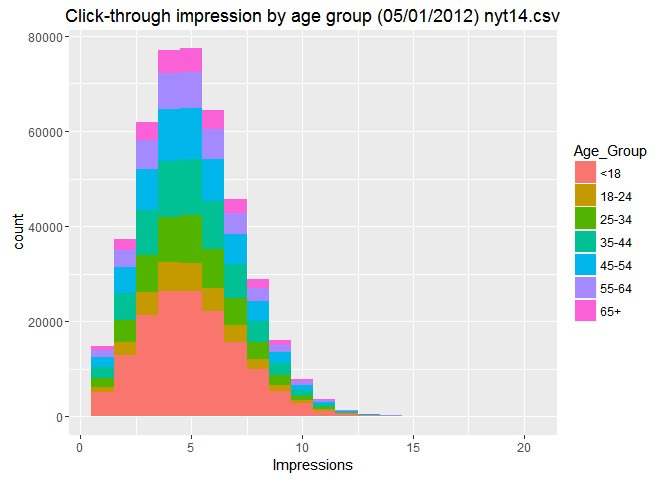 Click-through impression by age group (05/01/2012) nyt14.csv
80000
60000
40000
20000
0
count
0 5 10 15 20
Impressions
Age_Group
<18
18-24
25-34
35-44
45-54
55-64
65+